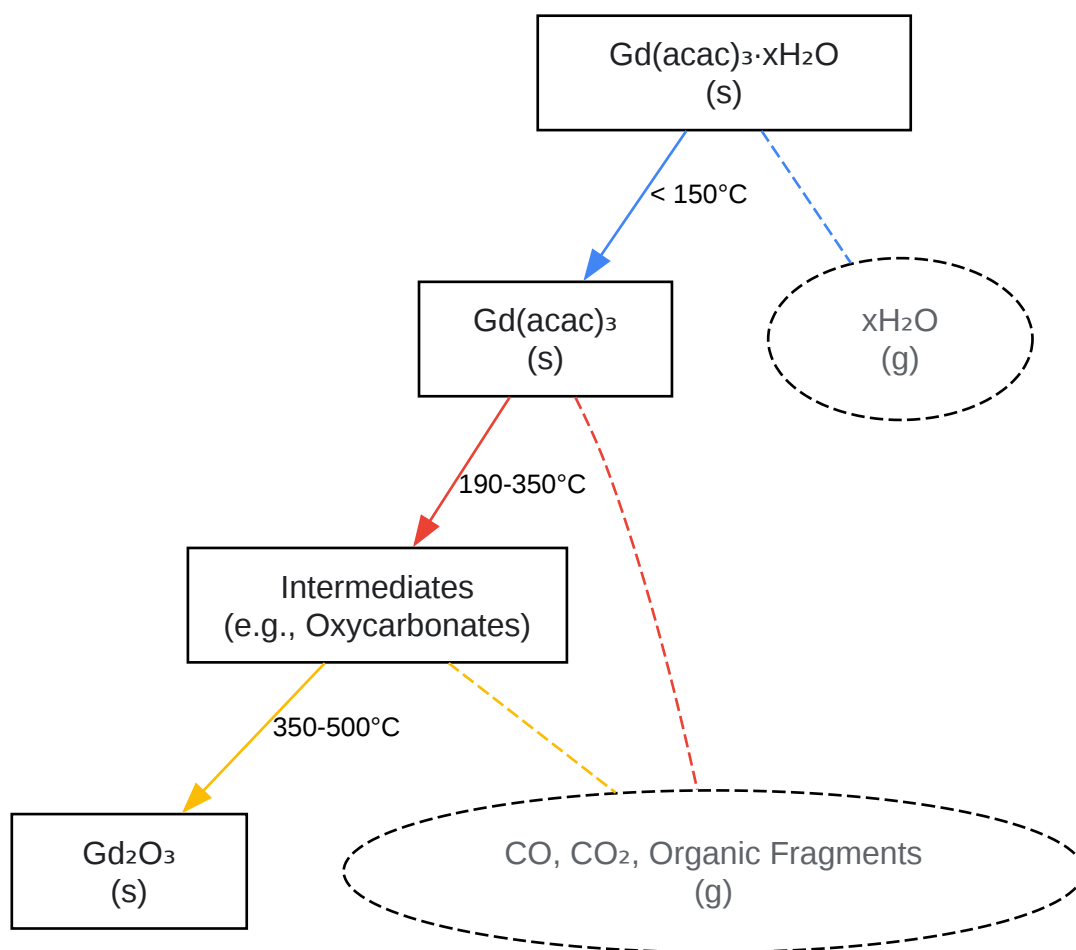 Gd(acac)₃·xH₂O
(s)
< 150°C
Gd(acac)₃
(s)
xH₂O
(g)
190-350°C
Intermediates
(e.g., Oxycarbonates)
350-500°C
Gd₂O₃
(s)
CO, CO₂, Organic Fragments
(g)